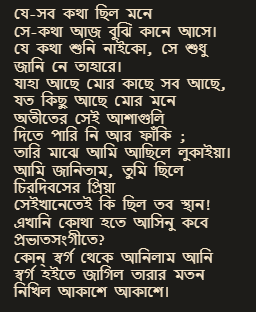 যে-সব কথা ছিল মনে
সে-কথা আজ বুঝি কানে আসে।
যে কথা শুনি নাইকো, সে শুধু
জানি নে তাহারে।
যাহা আছে মোর কাছে সব আছে,
যত কিছু আছে মোর মনে
অতীতের সেই আশাগুলি
দিতে পারি নি আর ফাঁকি ;
তারি মাঝে আমি আছিলে লুকাইয়া।
আমি জানিতাম, তুমি ছিলে
চিরদিবসের প্রিয়া
সেইখানেতেই কি ছিল তব স্থান!
এখানি কোথা হতে আসিনু কবে
প্রভাতসংগীতে?
কোন্ স্বর্গ থেকে আনিলাম আনি
স্বর্গ হইতে জাগিল তারার মতন
নিখিল আকাশে আকাশে।